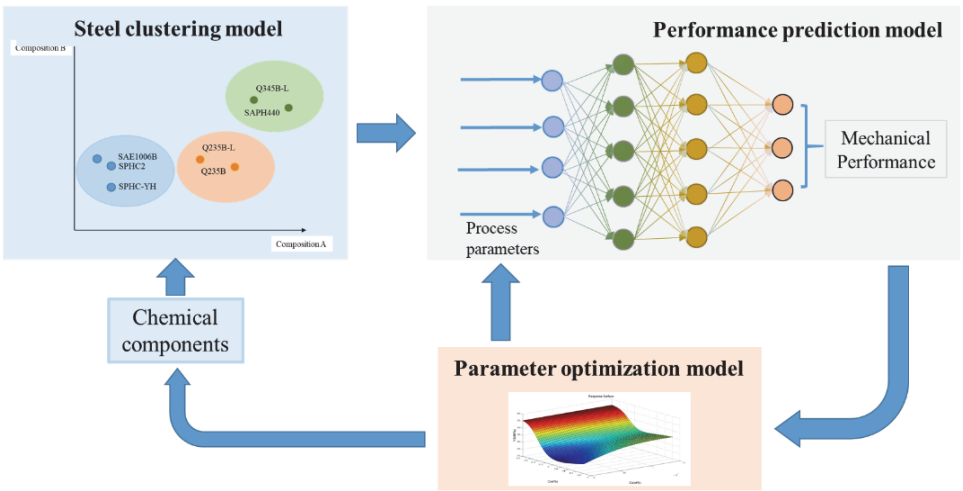 Steel clustering model
Composition B
Q345B-L
SAPH440
Q235B-L
Q235B
SAE1006B
SPHC2
SPHC-YH
Composition A
Performance prediction model
Process
parameters
Mechanical
Performance
Chemical
components
Parameter optimization model